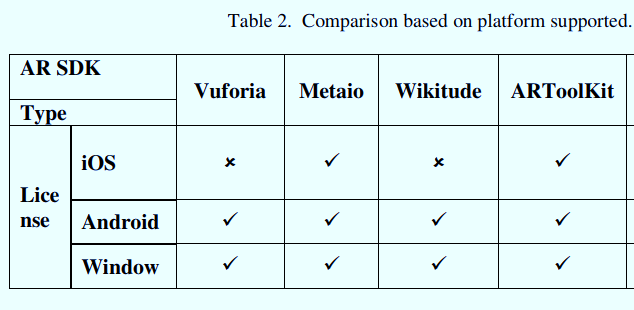 Table 2. Comparison based on platform supported.
AR SDK
Vuforia Metaio Wikitude ARToolKit
Type
iOS × ✓ × ✓
Lice
nse
Android ✓ ✓ ✓ ✓
Window ✓ ✓ ✓ ✓